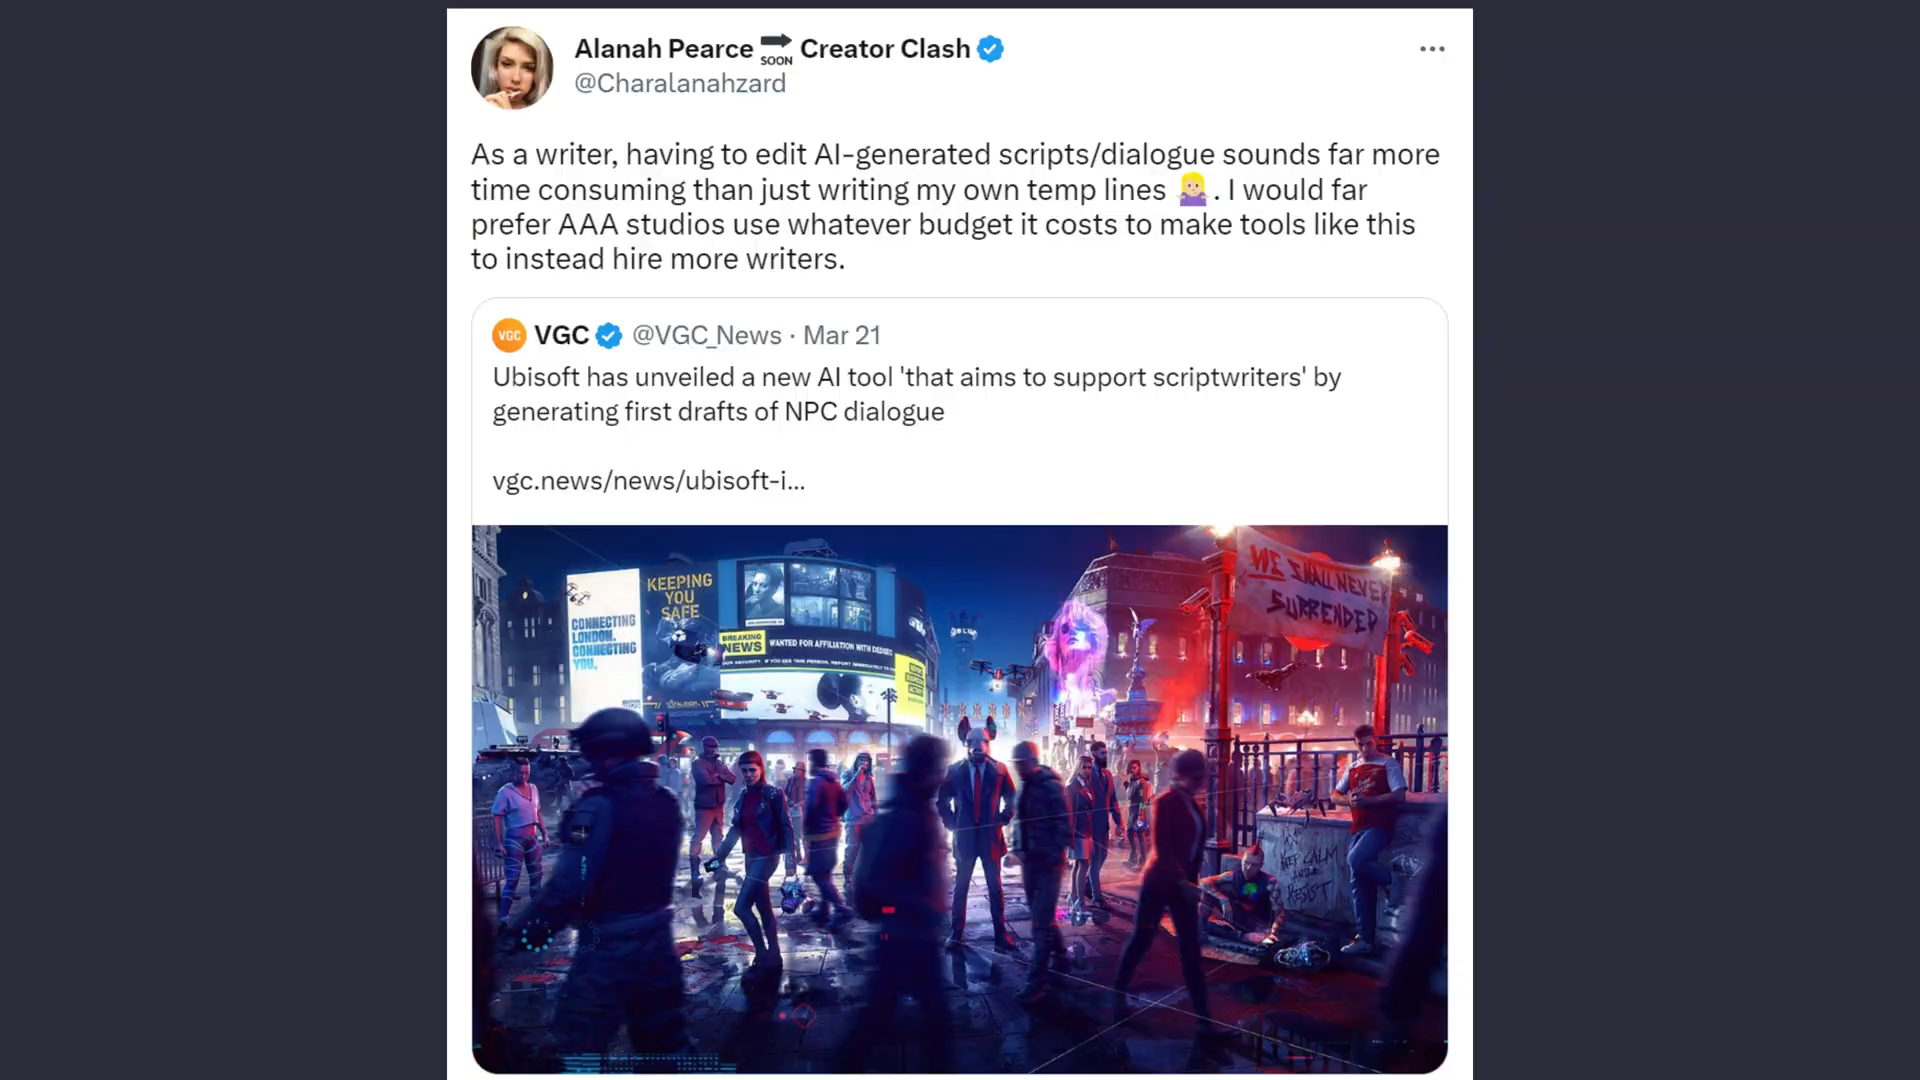 Alanah Pearce SOON Creator Clash
@Charalanahzard
As a writer, having to edit AI-generated scripts/dialogue sounds far more
time consuming than just writing my own temp lines 🤷🏼‍♀️. I would far
prefer AAA studios use whatever budget it costs to make tools like this
to instead hire more writers.
VGC VGC @VGC_News · Mar 21
Ubisoft has unveiled a new AI tool 'that aims to support scriptwriters' by
generating first drafts of NPC dialogue
vgc.news/news/ubisoft-i...
CONNECTING
LONDON.
CONNECTING
YOU.
KEEPING
YOU
SAFE
BREAKING
NEWS
WANTED FOR AFFILIATION WITH DEDSEC
WE SHALL NEVER
SURRENDER
KEEP CALM
AND
RESIST